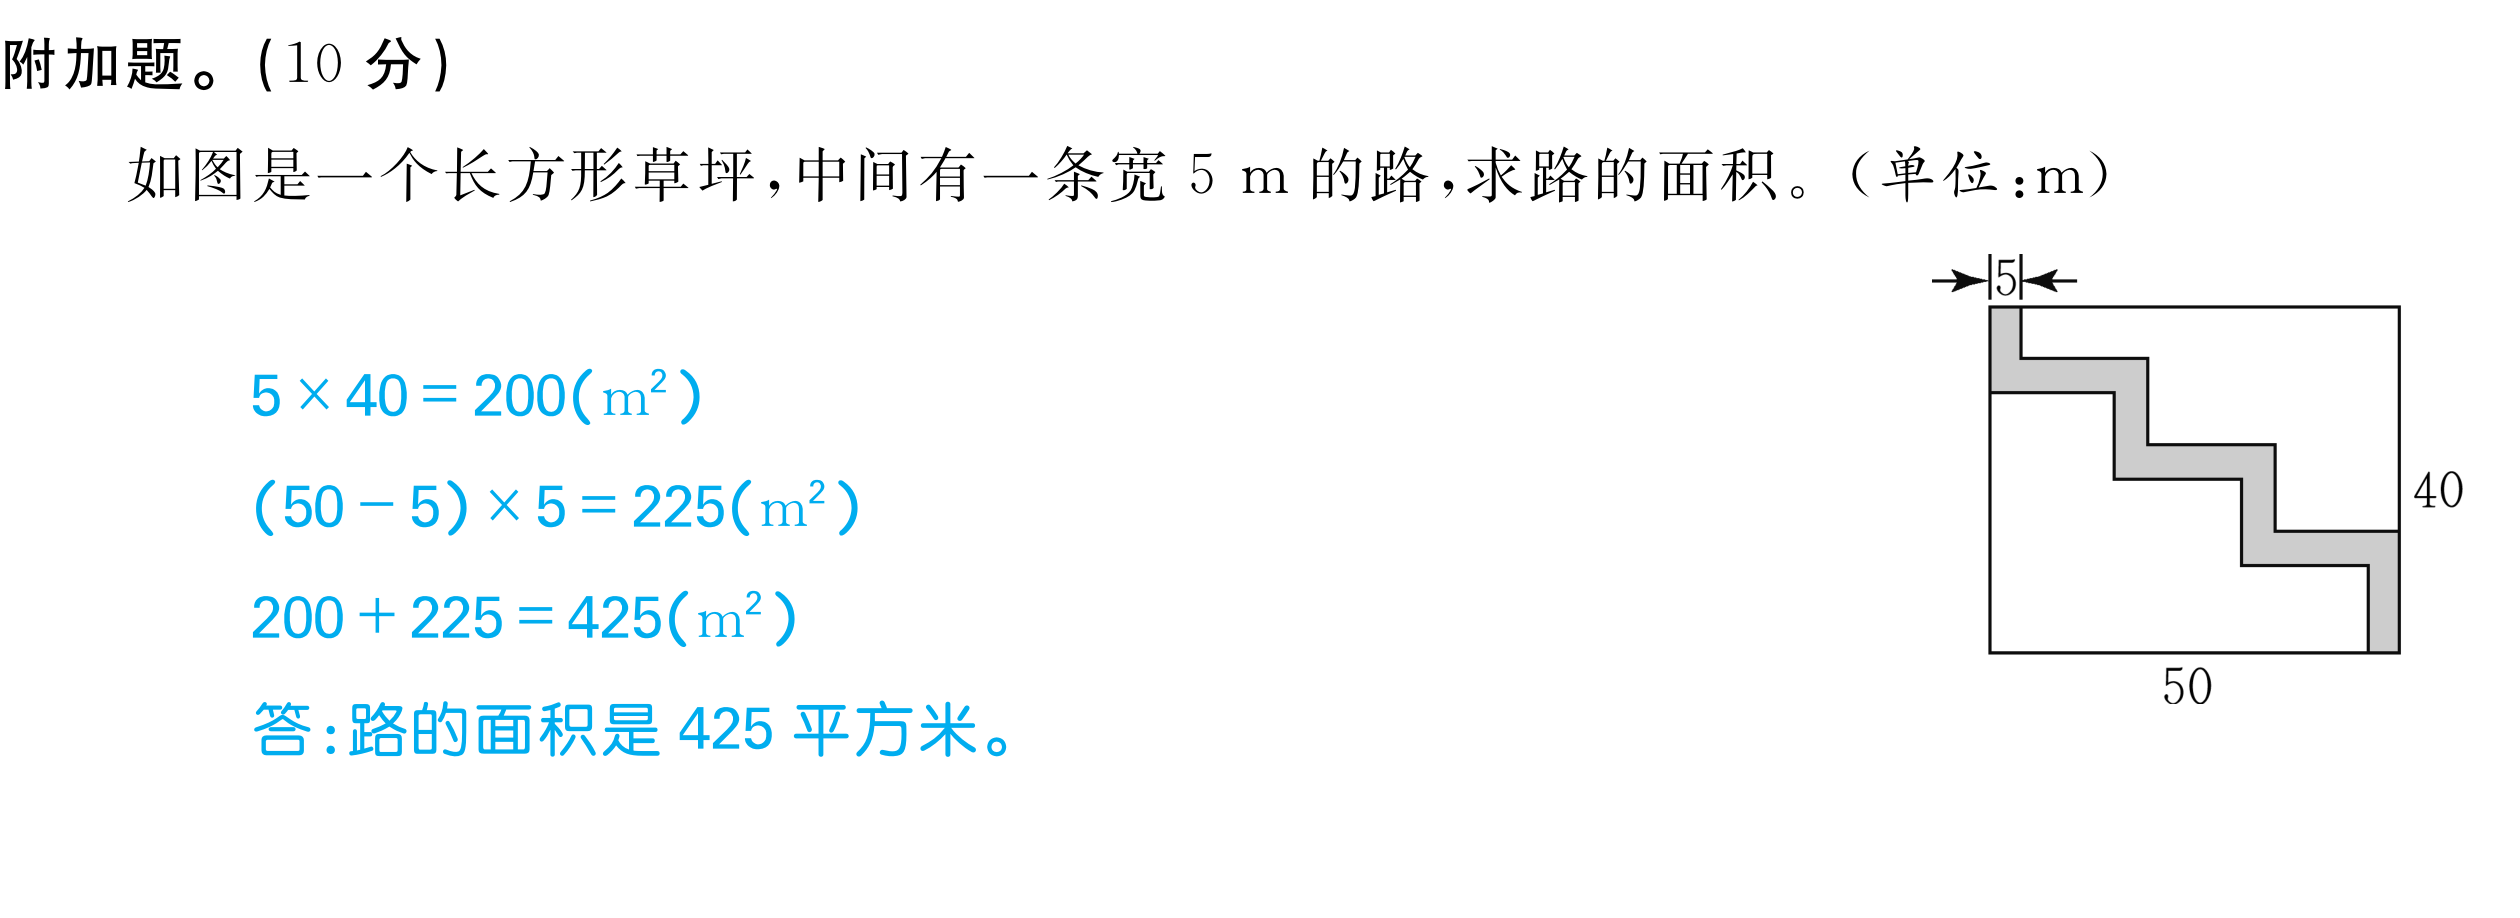 附加题。(10 分)
如图是一个长方形草坪,中间有一条宽 5 m 的路,求路的面积。(单位:m)
5
5 × 40 = 200(m²)
(50 - 5) × 5 = 225(m²)
40
200 + 225 = 425(m²)
50
答:路的面积是 425 平方米。